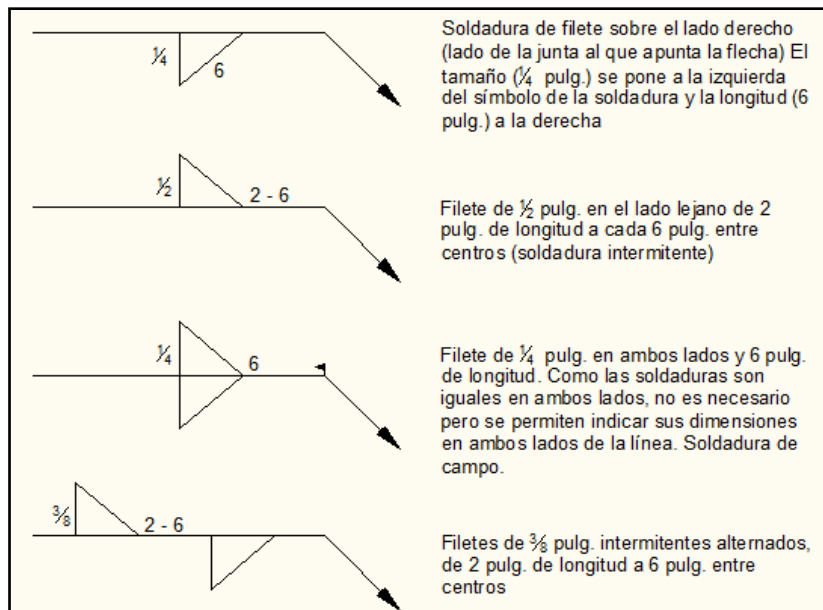 ¼
6
Soldadura de filete sobre el lado derecho
(lado de la junta al que apunta la flecha) El
tamaño (¼ pulg.) se pone a la izquierda
del símbolo de la soldadura y la longitud (6
pulg.) a la derecha
½
2 - 6
Filete de ½ pulg. en el lado lejano de 2
pulg. de longitud a cada 6 pulg. entre
centros (soldadura intermitente)
¼
6
Filete de ¼ pulg. en ambos lados y 6 pulg.
de longitud. Como las soldaduras son
iguales en ambos lados, no es necesario
pero se permiten indicar sus dimensiones
en ambos lados de la línea. Soldadura de
campo.
⅜
2 - 6
Filetes de ⅜ pulg. intermitentes alternados,
de 2 pulg. de longitud a 6 pulg. entre
centros